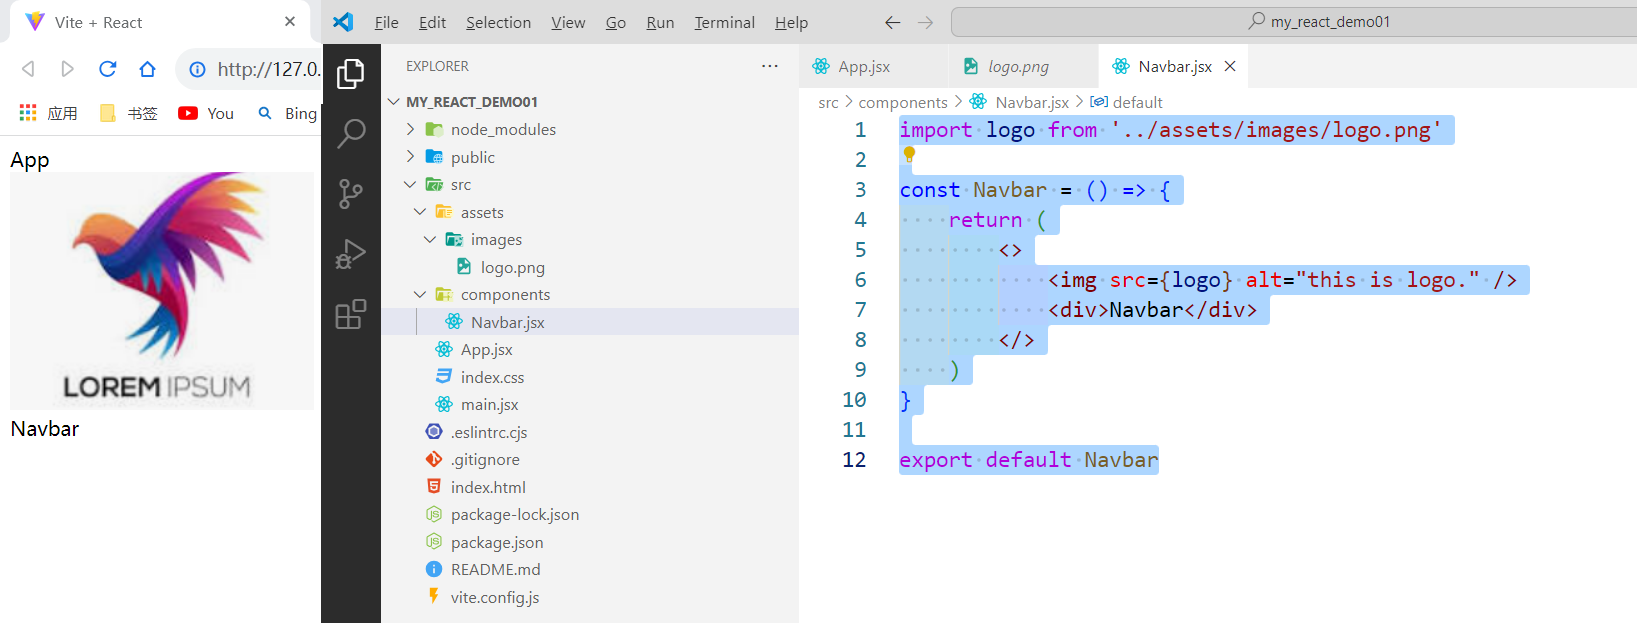 Vite + React
http://127.0.
应用
书签
You
Bing
App
LOREM IPSUM
Navbar
File Edit Selection View Go Run Terminal Help
my_react_demo01
EXPLORER
MY_REACT_DEMO01
node_modules
public
src
assets
images
logo.png
components
Navbar.jsx
App.jsx
index.css
main.jsx
.eslintrc.cjs
.gitignore
index.html
package-lock.json
package.json
README.md
vite.config.js
App.jsx
logo.png
Navbar.jsx
src > components > Navbar.jsx > default
1 import logo from '../assets/images/logo.png'
2
3 const Navbar = () => {
4     return (
5         <>
6             <img src={logo} alt="this is logo." />
7             <div>Navbar</div>
8         </>
9     )
10 }
11
12 export default Navbar